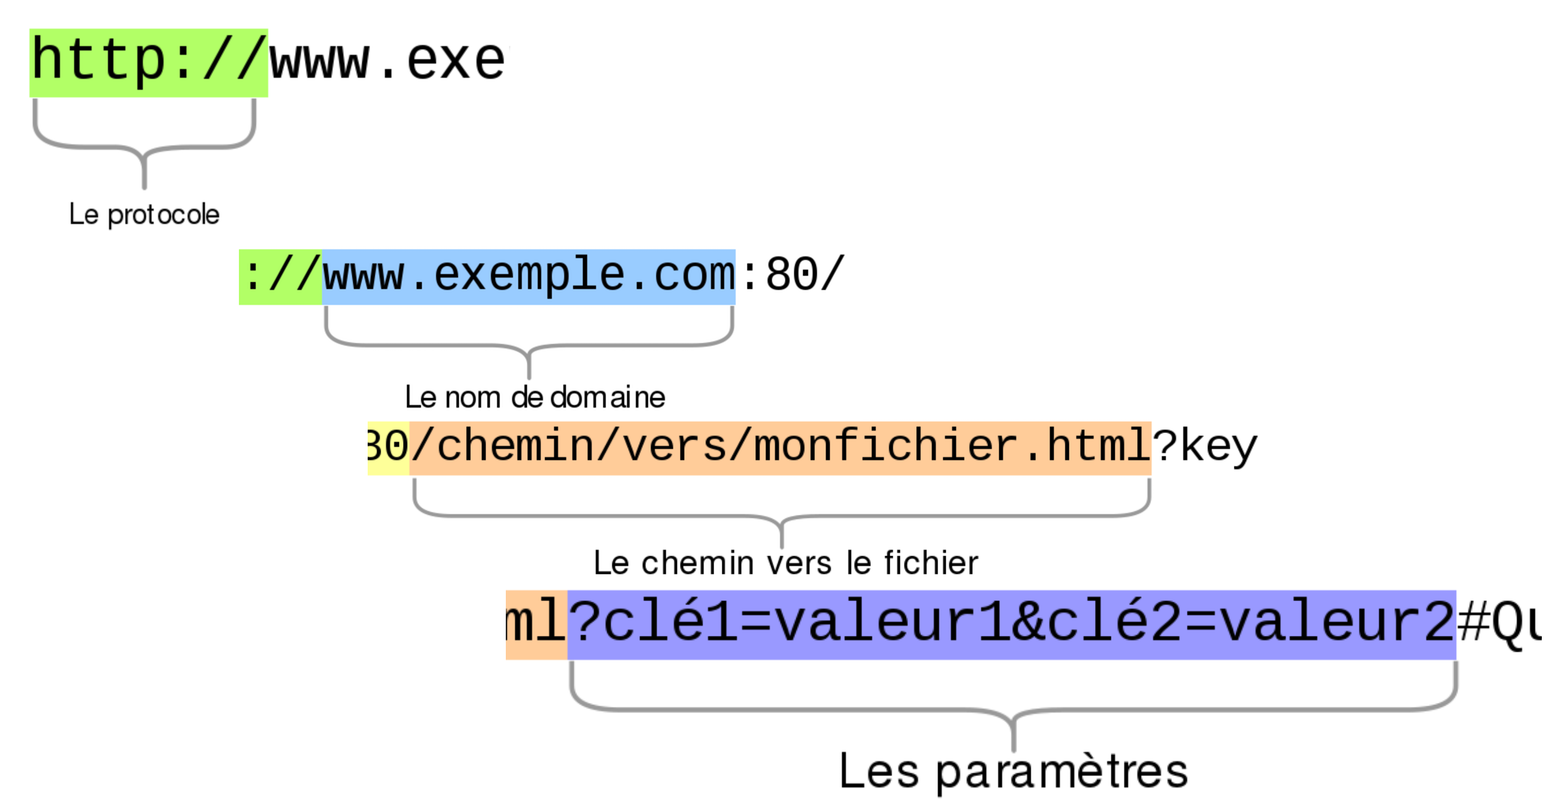 http://www.exe
Le protocole
://www.exemple.com:80/
Le nom de domaine
80/chemin/vers/monfichier.html?key
Le chemin vers le fichier
ml?clé1=valeur1&clé2=valeur2#Qu
Les paramètres